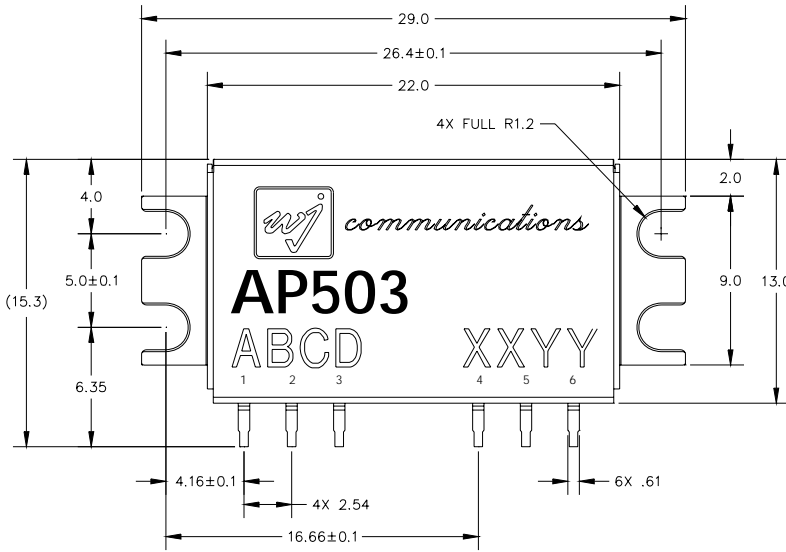 29.0
26.4±0.1
22.0
4X FULL R1.2
2.0
4.0
wj communications
5.0±0.1
9.0
13.0
(15.3)
AP503
ABCD XXYY
1 2 3 4 5 6
6.35
4.16±0.1
6X .61
4X 2.54
16.66±0.1